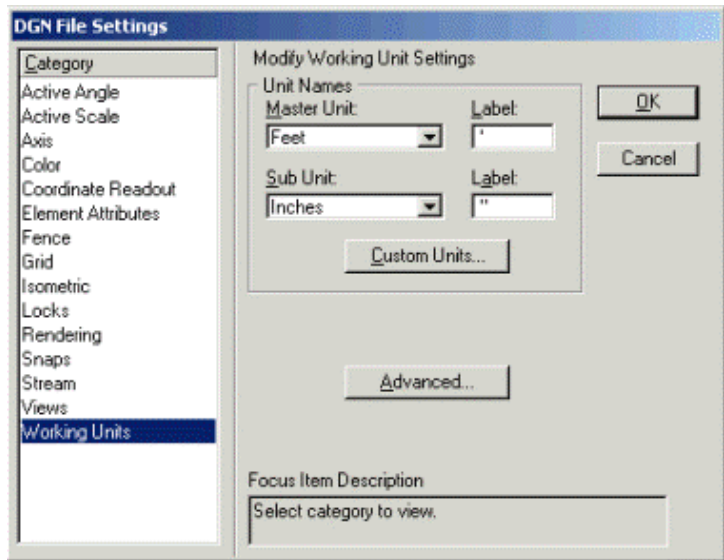 DGN File Settings
Category
Active Angle
Active Scale
Axis
Color
Coordinate Readout
Element Attributes
Fence
Grid
Isometric
Locks
Rendering
Snaps
Stream
Views
Working Units
Modify Working Unit Settings
Unit Names
Master Unit: Label:
Feet '
Sub Unit: Label:
Inches "
Custom Units...
Advanced...
OK
Cancel
Focus Item Description
Select category to view.